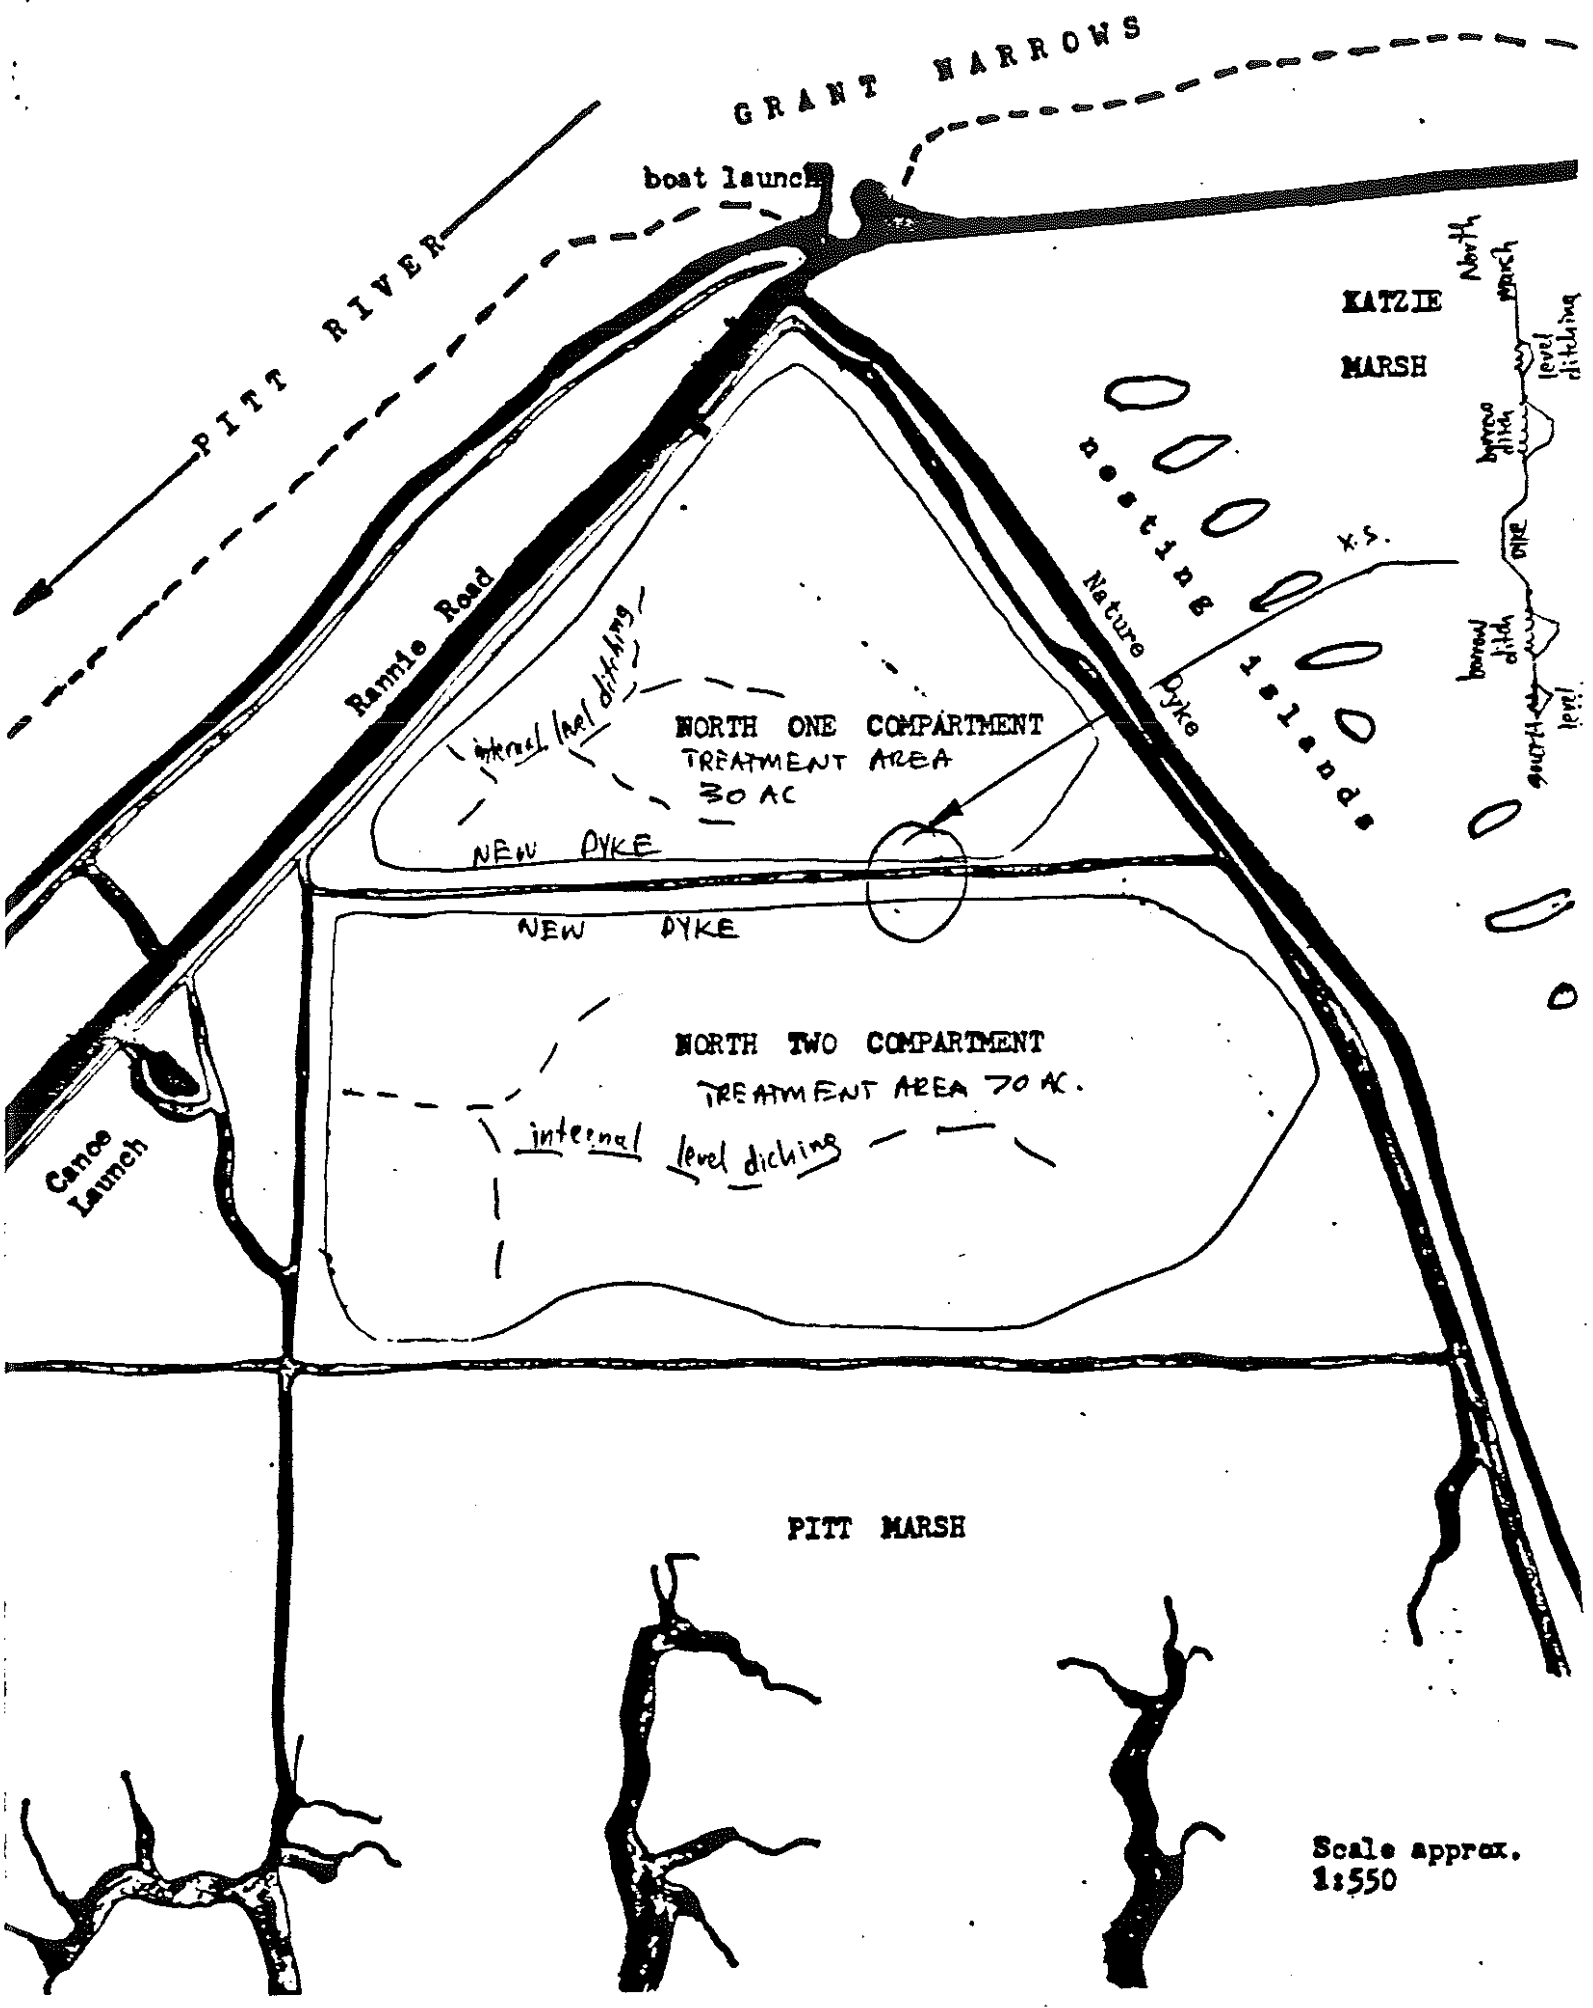 GRANT NARROWS
boat launch
PITT RIVER
North
March
KATZIE
MARSH
level
ditching
borrow
ditch
DYKE
borrow
ditch
level
nesting
islands
x.s.
Nature
Dyke
Rannie Road
internal level ditching
NORTH ONE COMPARTMENT
TREATMENT AREA
30 AC
NEW DYKE
NEW DYKE
NORTH TWO COMPARTMENT
TREATMENT AREA 70 AC.
internal level diching
Canoe
Launch
PITT MARSH
Scale approx.
1:550